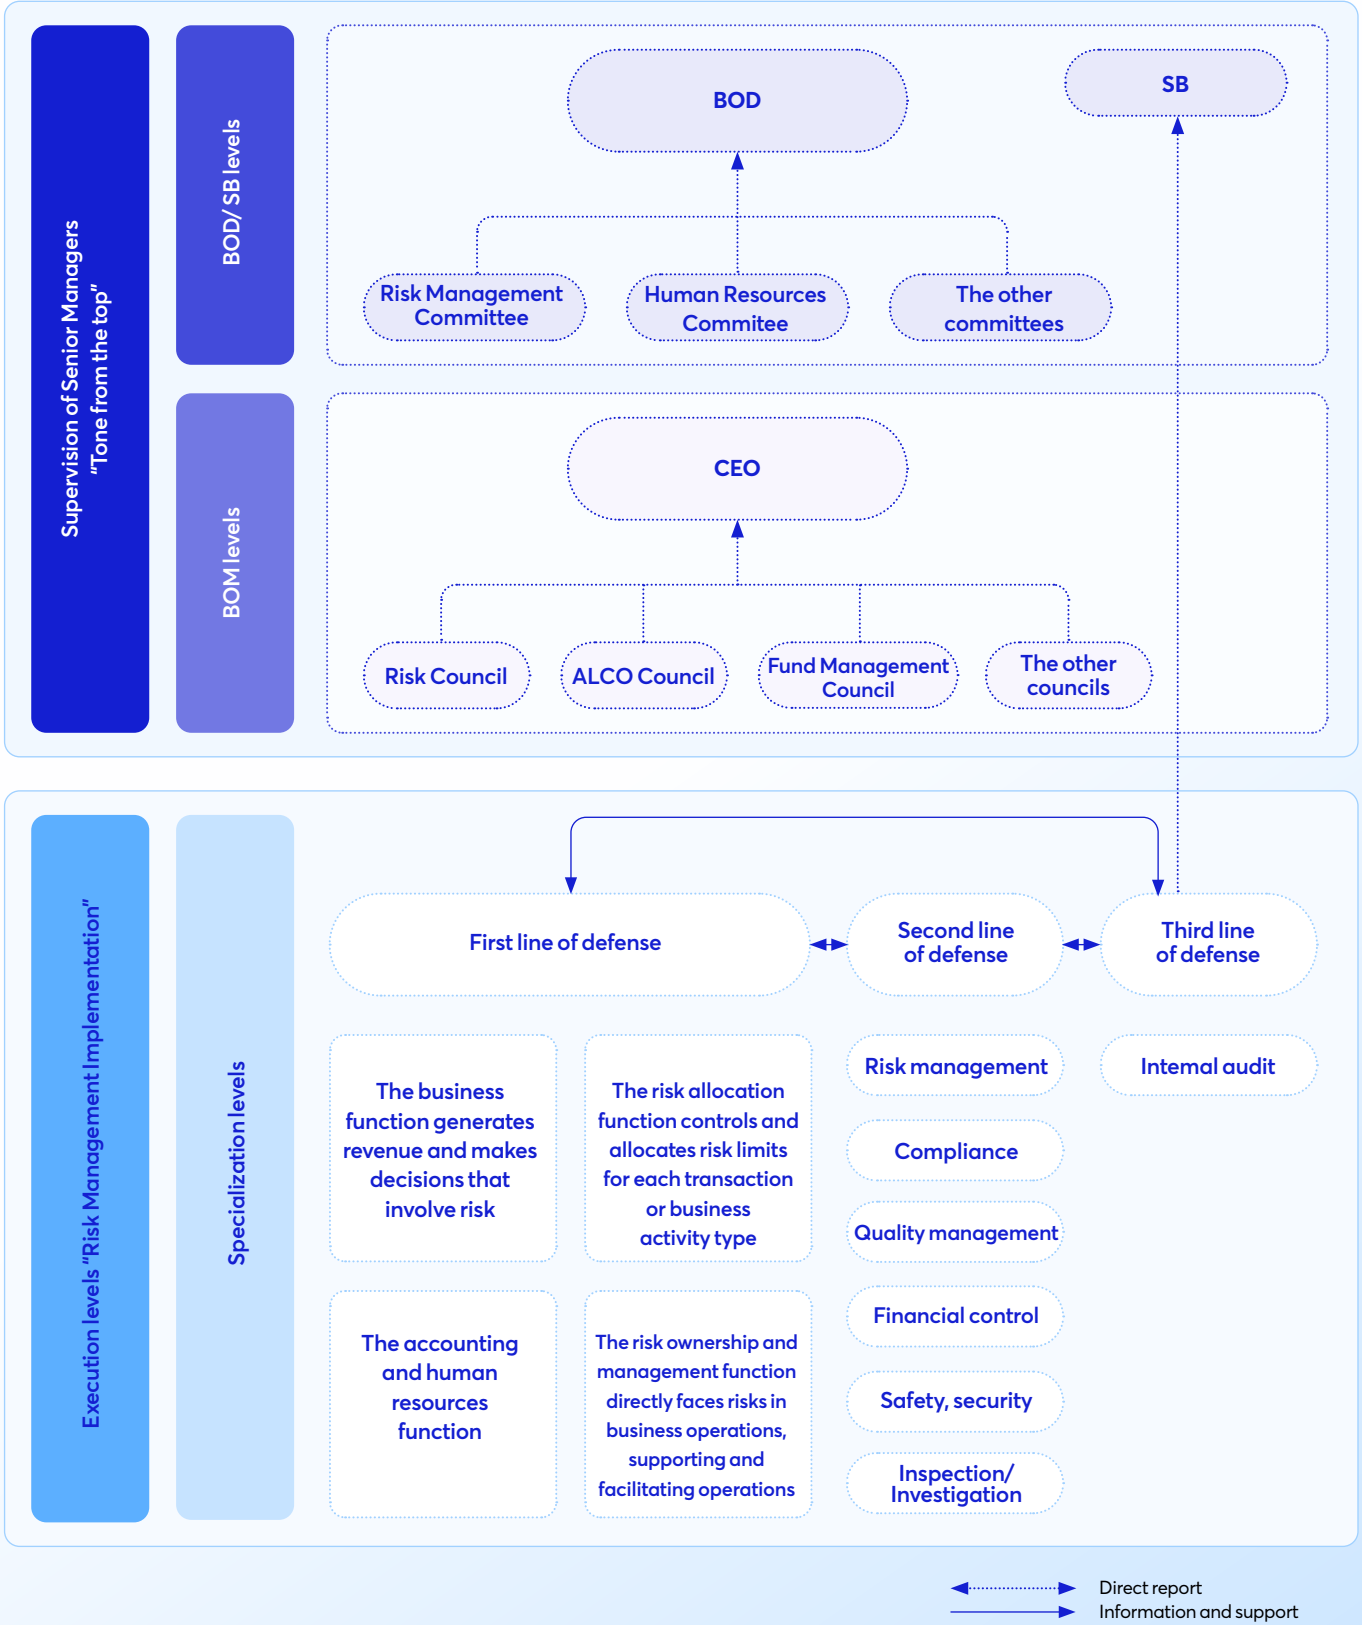 Supervision of Senior Managers
"Tone from the top"
BOD/ SB levels
BOD
SB
Risk Management
Committee
Human Resources
Commitee
The other
committees
BOM levels
CEO
Risk Council
ALCO Council
Fund Management
Council
The other
councils
Execution levels "Risk Management Implementation"
Specialization levels
First line of defense
Second line
of defense
Third line
of defense
The business
function generates
revenue and makes
decisions that
involve risk
The risk allocation
function controls and
allocates risk limits
for each transaction
or business
activity type
The accounting
and human
resources
function
The risk ownership and
management function
directly faces risks in
business operations,
supporting and
facilitating operations
Risk management
Compliance
Quality management
Financial control
Safety, security
Inspection/
Investigation
Intemal audit
Direct report
Information and support